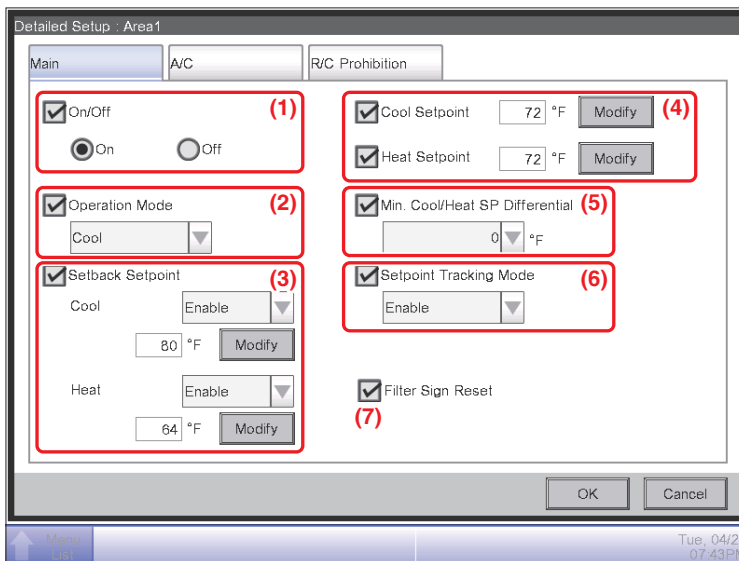 Detailed Setup : Area1
Main
A/C
R/C Prohibition
On/Off
(1)
On
Off
Operation Mode
(2)
Cool
Setback Setpoint
(3)
Cool
Enable
80 °F
Modify
Heat
Enable
64 °F
Modify
Cool Setpoint 72 °F Modify (4)
Heat Setpoint 72 °F Modify
Min. Cool/Heat SP Differential
(5)
0 °F
Setpoint Tracking Mode
(6)
Enable
Filter Sign Reset
(7)
OK
Cancel
Menu
List
Tue, 04/2
07:43PM